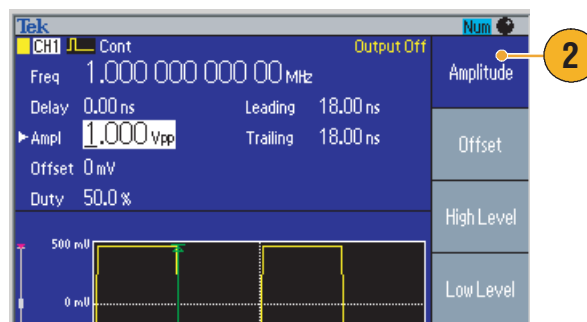 Tek
Num
CH1 Cont
Output Off
Freq 1.000 000 000 00 MHz
Delay 0.00 ns
Leading 18.00 ns
Ampl 1.000 Vpp
Trailing 18.00 ns
Offset 0 mV
Duty 50.0 %
500 mV
0 mV
Amplitude
Offset
High Level
Low Level
2